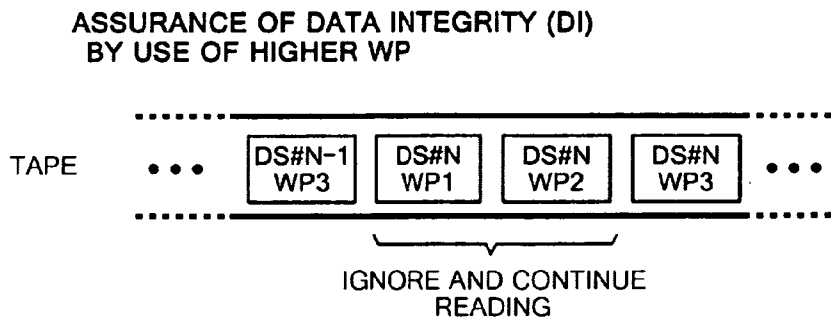 ASSURANCE OF DATA INTEGRITY (DI)
BY USE OF HIGHER WP
TAPE
DS#N-1
WP3
DS#N
WP1
DS#N
WP2
DS#N
WP3
IGNORE AND CONTINUE
READING